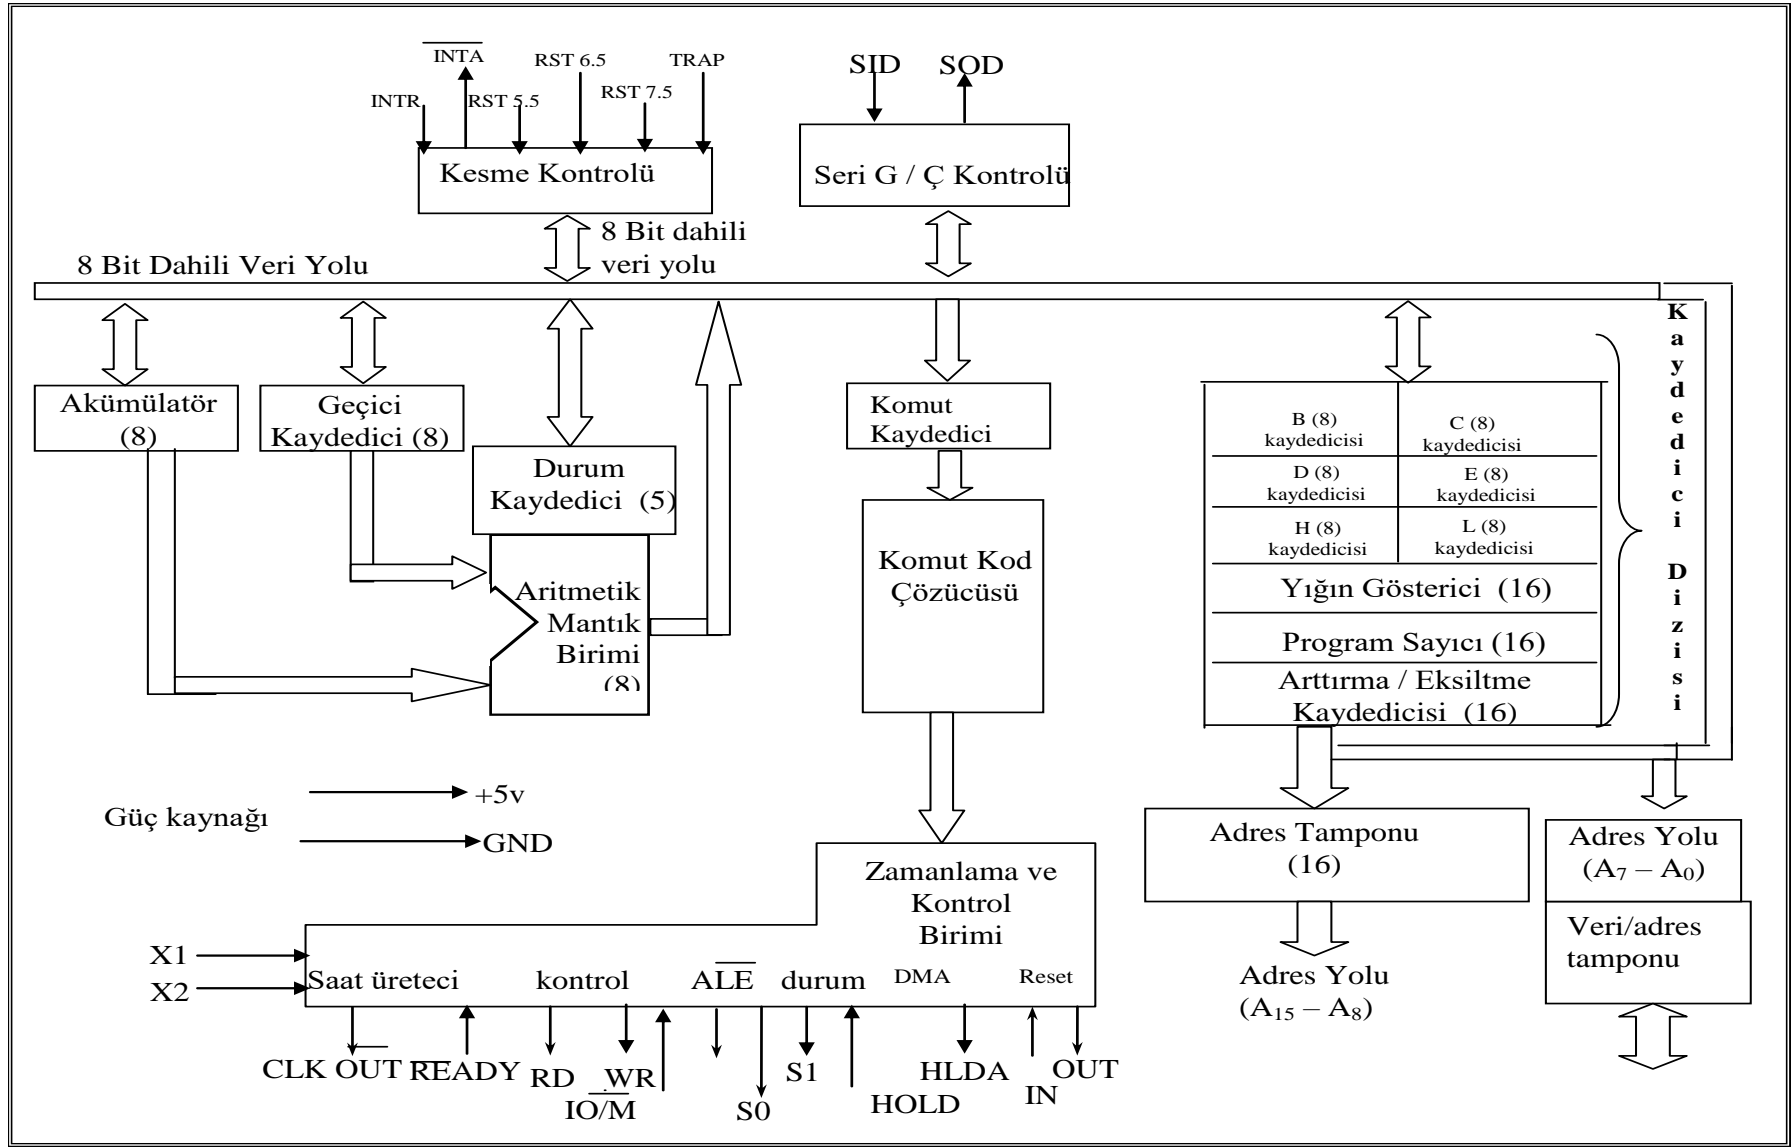 INTA
RST 6.5
TRAP
INTR
RST 5.5
RST 7.5
SID
SOD
Kesme Kontrolü
Seri G / Ç Kontrolü
8 Bit dahili
veri yolu
8 Bit Dahili Veri Yolu
Akümülatör
(8)
Geçici
Kaydedici (8)
Durum
Kaydedici (5)
Aritmetik
Mantık
Birimi
(8)
Komut
Kaydedici
Komut Kod
Çözücüsü
B (8)
kaydedicisi
C (8)
kaydedicisi
D (8)
kaydedicisi
E (8)
kaydedicisi
H (8)
kaydedicisi
L (8)
kaydedicisi
Yığın Gösterici (16)
Program Sayıcı (16)
Arttırma / Eksiltme
Kaydedicisi (16)
Kaydedici Dizisi
Güç kaynağı
+5v
GND
Adres Tamponu
(16)
Adres Yolu
(A7 – A0)
Veri/adres
tamponu
Adres Yolu
(A15 – A8)
Zamanlama ve
Kontrol
Birimi
X1
X2
Saat üreteci
kontrol
ALE
durum
DMA
Reset
CLK OUT
READY
RD
WR
IO/M
S0
S1
HOLD
HLDA
IN
OUT